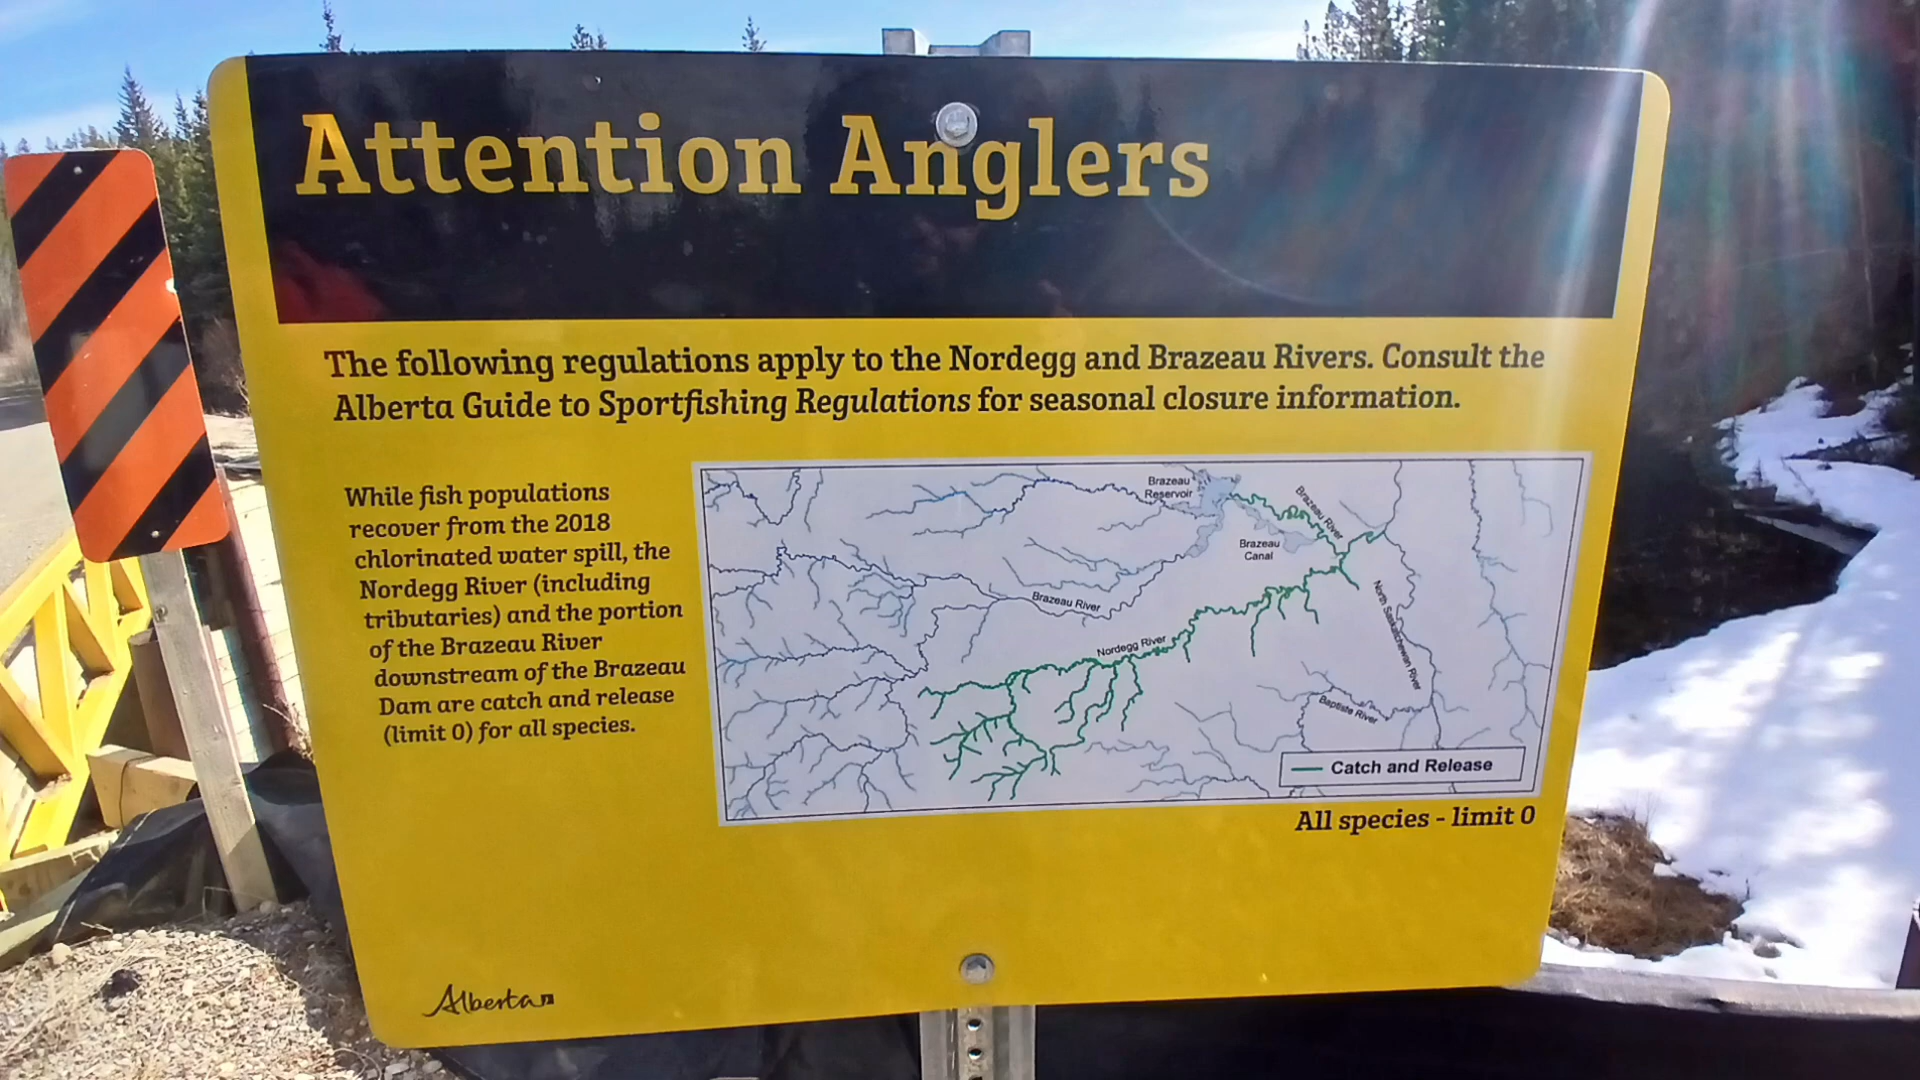 Attention Anglers
The following regulations apply to the Nordegg and Brazeau Rivers. Consult the
Alberta Guide to Sportfishing Regulations for seasonal closure information.
While fish populations
recover from the 2018
chlorinated water spill, the
Nordegg River (including
tributaries) and the portion
of the Brazeau River
downstream of the Brazeau
Dam are catch and release
(limit 0) for all species.
Brazeau
Reservoir
Brazeau River
Brazeau
Canal
Brazeau River
North Saskatchewan River
Nordegg River
Baptiste River
Catch and Release
All species - limit 0
Alberta